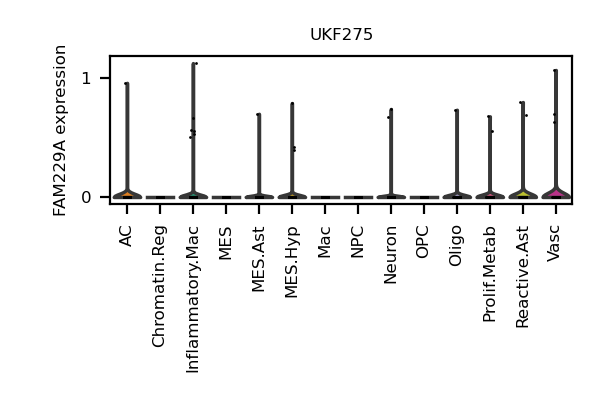 UKF275
FAM229A expression
1
0
AC
Chromatin.Reg
Inflammatory.Mac
MES
MES.Ast
MES.Hyp
Mac
NPC
Neuron
OPC
Oligo
Prolif.Metab
Reactive.Ast
Vasc